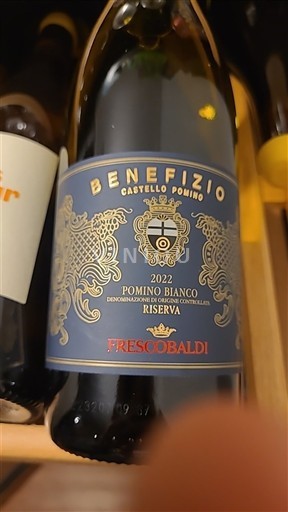 BENEFIZIO
CASTELLO POMINO
2022
POMINO BIANCO
DENOMINAZIONE DI ORIGINE CONTROLLATA
RISERVA
FRESCOBALDI